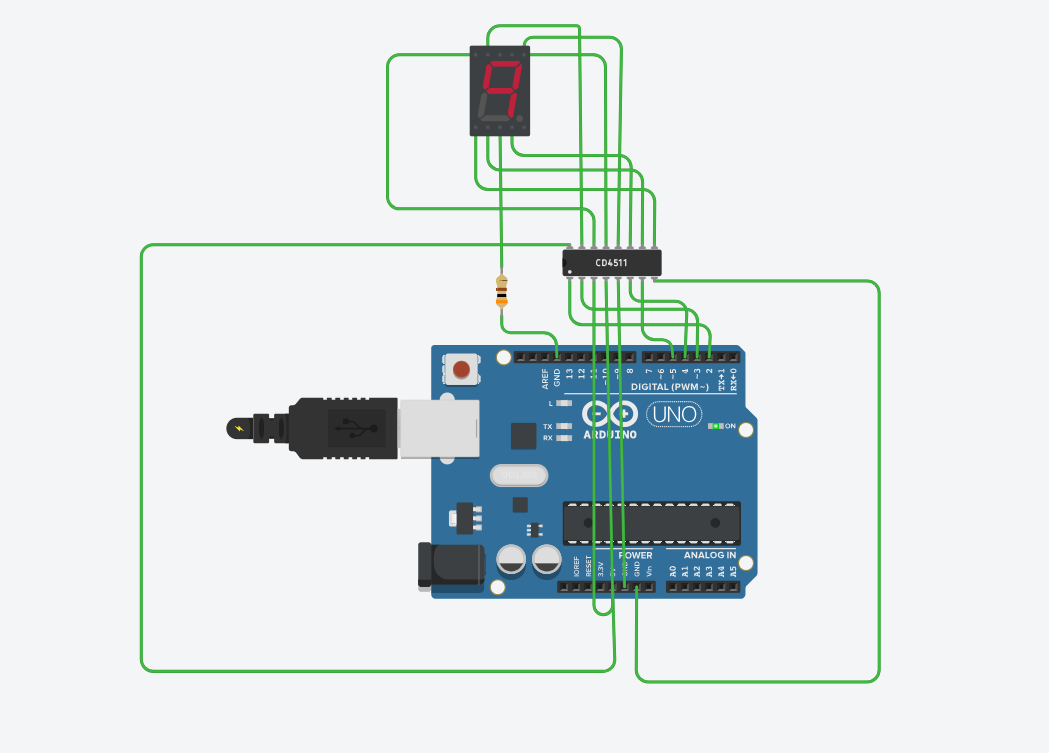 9
CD4511
AREF
GND
13
12
11
~10
~9
8
7
~6
~5
4
~3
2
TX→1
RX←0
DIGITAL (PWM~)
L
TX
RX
UNO
ARDUINO
ON
POWER
ANALOG IN
IOREF
RESET
3.3V
GND
Vin
A0
A1
A2
A3
A4
A5